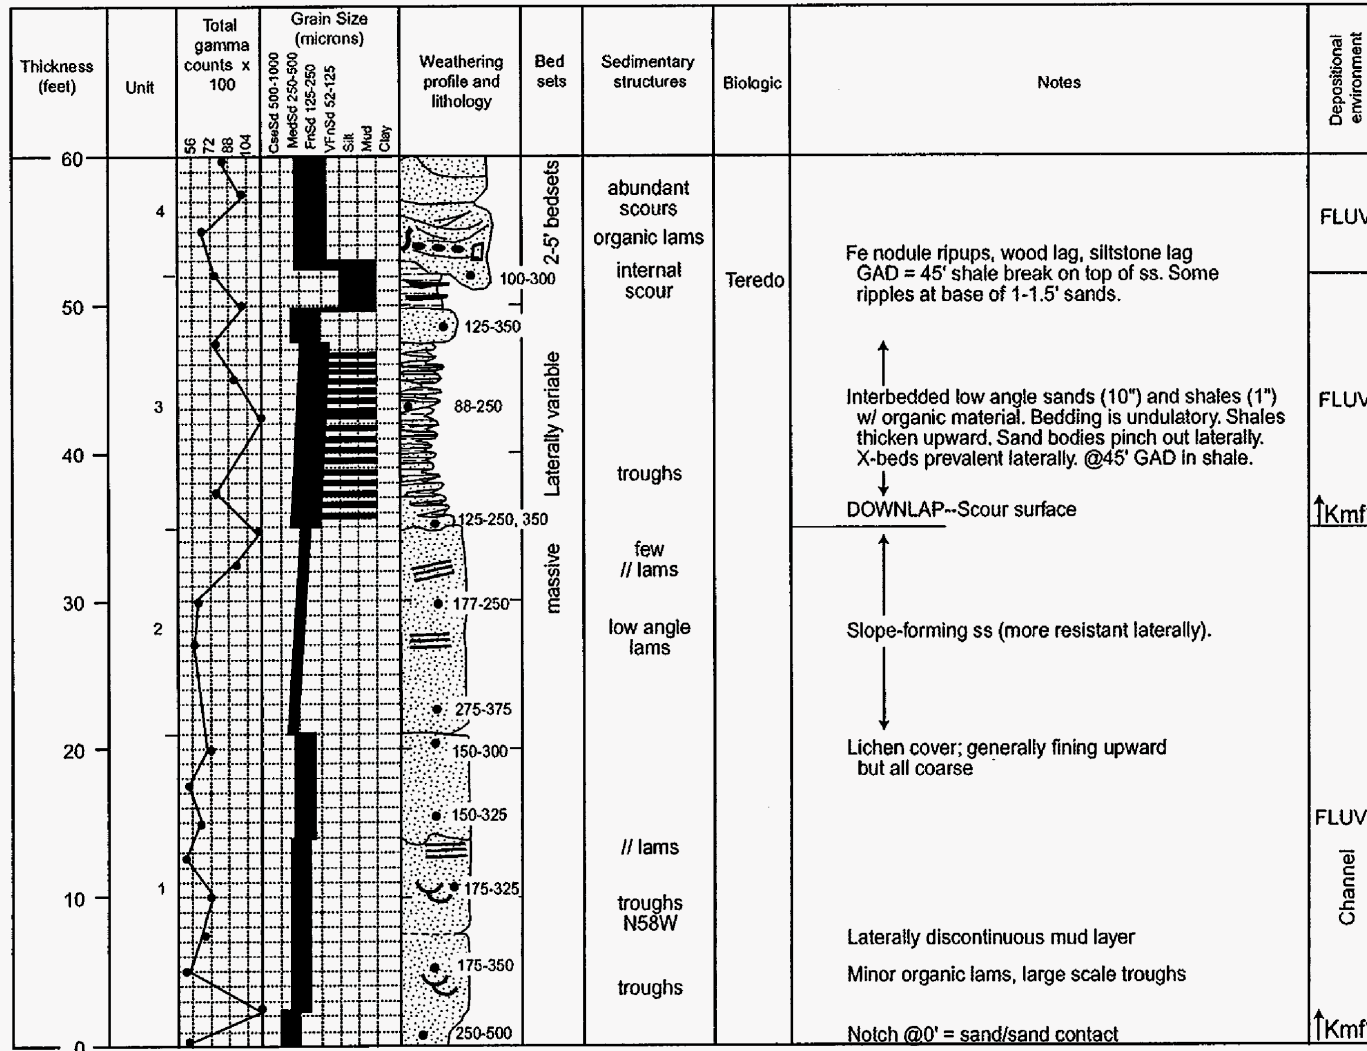 Thickness
(feet)
Unit
Total
gamma
counts x
100
56
72
88
104
Grain Size
(microns)
CseSd 500-1000
MedSd 250-500
FnSd 125-250
VFnSd 52-125
Silt
Mud
Clay
Weathering
profile and
lithology
Bed
sets
Sedimentary
structures
Biologic
Notes
Depositional
environment
60
50
40
30
20
10
0
4
3
2
1
100-300
125-350
88-250
125-250, 350
177-250
275-375
150-300
150-325
175-325
175-350
250-500
2-5' bedsets
Laterally variable
massive
abundant
scours
organic lams
internal
scour
troughs
few
// lams
low angle
lams
// lams
troughs
N58W
troughs
Teredo
Fe nodule ripups, wood lag, siltstone lag
GAD = 45' shale break on top of ss. Some
ripples at base of 1-1.5' sands.
Interbedded low angle sands (10") and shales (1")
w/ organic material. Bedding is undulatory. Shales
thicken upward. Sand bodies pinch out laterally.
X-beds prevalent laterally. @45' GAD in shale.
DOWNLAP--Scour surface
Slope-forming ss (more resistant laterally).
Lichen cover; generally fining upward
but all coarse
Laterally discontinuous mud layer
Minor organic lams, large scale troughs
Notch @0' = sand/sand contact
FLUV
FLUV
Kmf
FLUV
Channel
Kmf